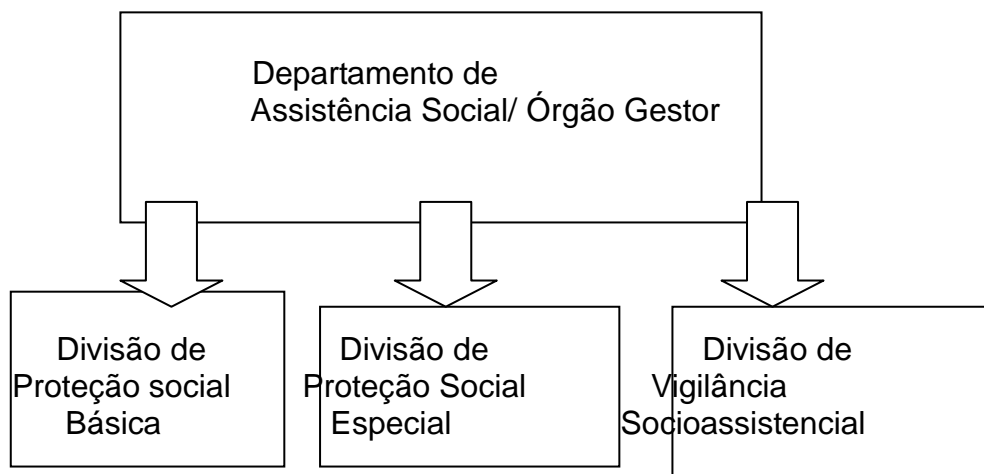 Departamento de
Assistência Social/ Órgão Gestor
Divisão de
Proteção social
Básica
Divisão de
Proteção Social
Especial
Divisão de
Vigilância
Socioassistencial